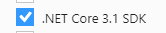 .NET Core 3.1 SDK